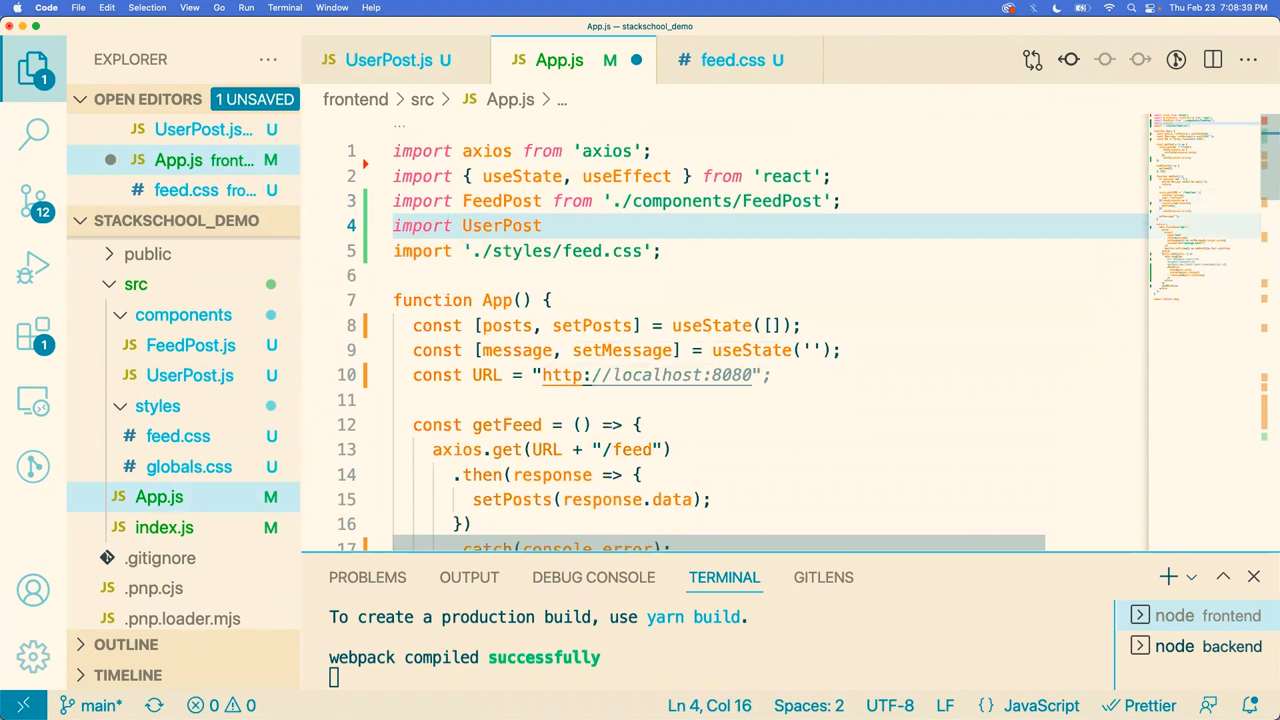 Code File Edit Selection View Go Run Terminal Window Help
Thu Feb 23 7:08:39 PM
App.js — stackschool_demo
EXPLORER
JS UserPost.js U
JS App.js M
# feed.css U
OPEN EDITORS 1 UNSAVED
frontend > src > JS App.js > ...
JS UserPost.js... U
JS App.js front... M
# feed.css fro... U
STACKSCHOOL_DEMO
public
src
components
JS FeedPost.js U
JS UserPost.js U
styles
# feed.css U
# globals.css U
JS App.js M
JS index.js M
.gitignore
JS .pnp.cjs
JS .pnp.loader.mjs
OUTLINE
TIMELINE
1
12
1
...
1 import axios from 'axios';
2 import { useState, useEffect } from 'react';
3 import FeedPost from './components/FeedPost';
4 import UserPost
5 import './styles/feed.css';
6
7 function App() {
8 const [posts, setPosts] = useState([]);
9 const [message, setMessage] = useState('');
10 const URL = "http://localhost:8080";
11
12 const getFeed = () => {
13 axios.get(URL + "/feed")
14 .then(response => {
15 setPosts(response.data);
16 })
17 .catch(console.error);
PROBLEMS OUTPUT DEBUG CONSOLE TERMINAL GITLENS
To create a production build, use yarn build.
webpack compiled successfully
node frontend
node backend
main* 0 0 Ln 4, Col 16 Spaces: 2 UTF-8 LF {} JavaScript Prettier